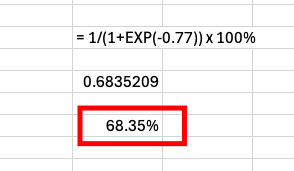 = 1/(1+EXP(-0.77)) x 100%
0.6835209
68.35%